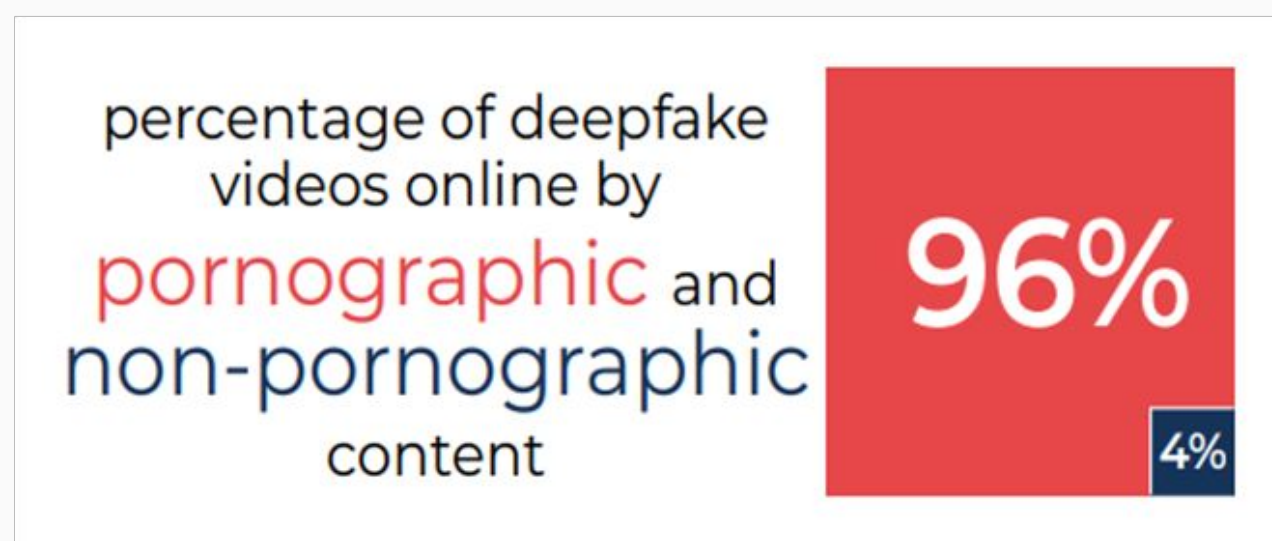 percentage of deepfake
videos online by
pornographic and
non-pornographic
content
96%
4%